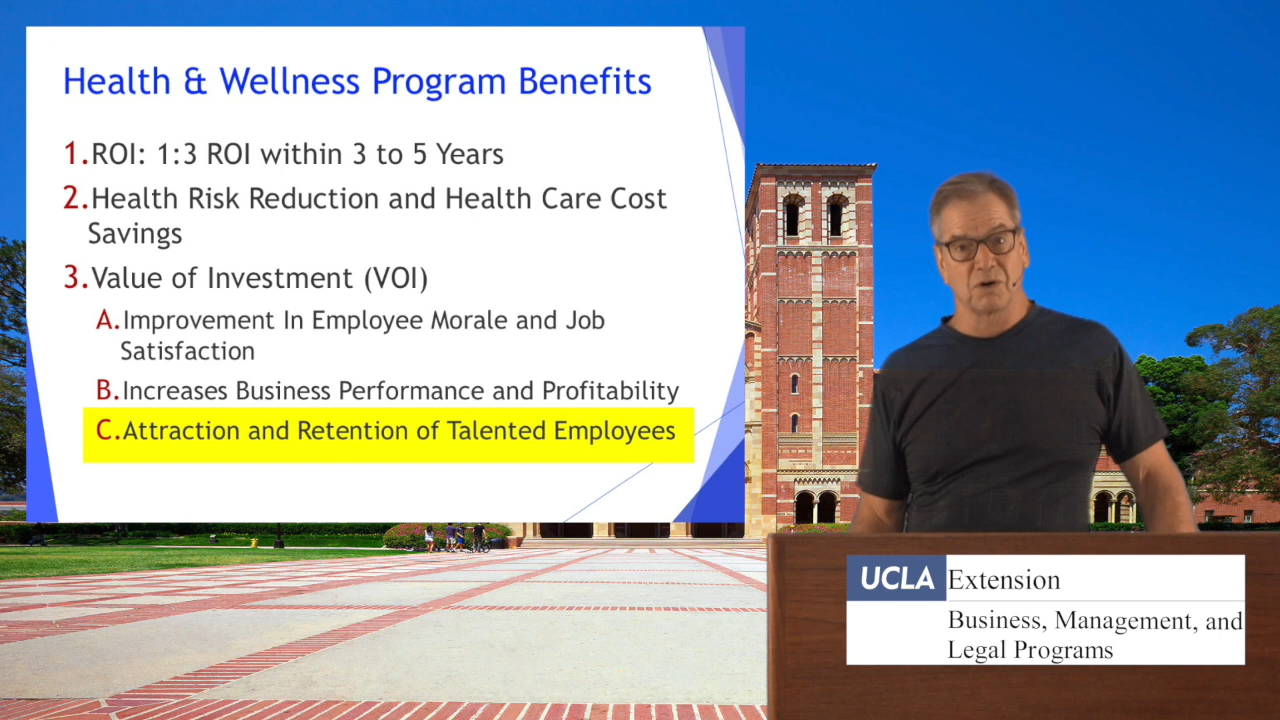 Health & Wellness Program Benefits
1.ROI: 1:3 ROI within 3 to 5 Years
2.Health Risk Reduction and Health Care Cost
Savings
3.Value of Investment (VOI)
A.Improvement In Employee Morale and Job
Satisfaction
B.Increases Business Performance and Profitability
C.Attraction and Retention of Talented Employees
UCLA Extension
Business, Management, and
Legal Programs